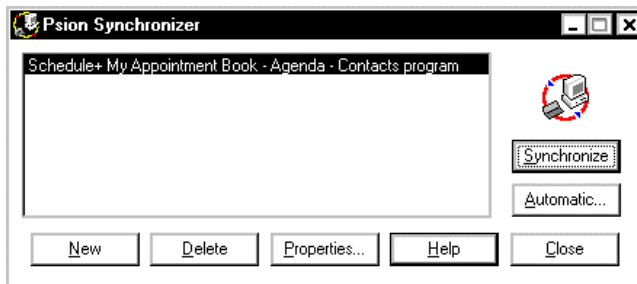 Psion Synchronizer
Schedule+ My Appointment Book - Agenda - Contacts program
Synchronize
Automatic...
New Delete Properties... Help Close